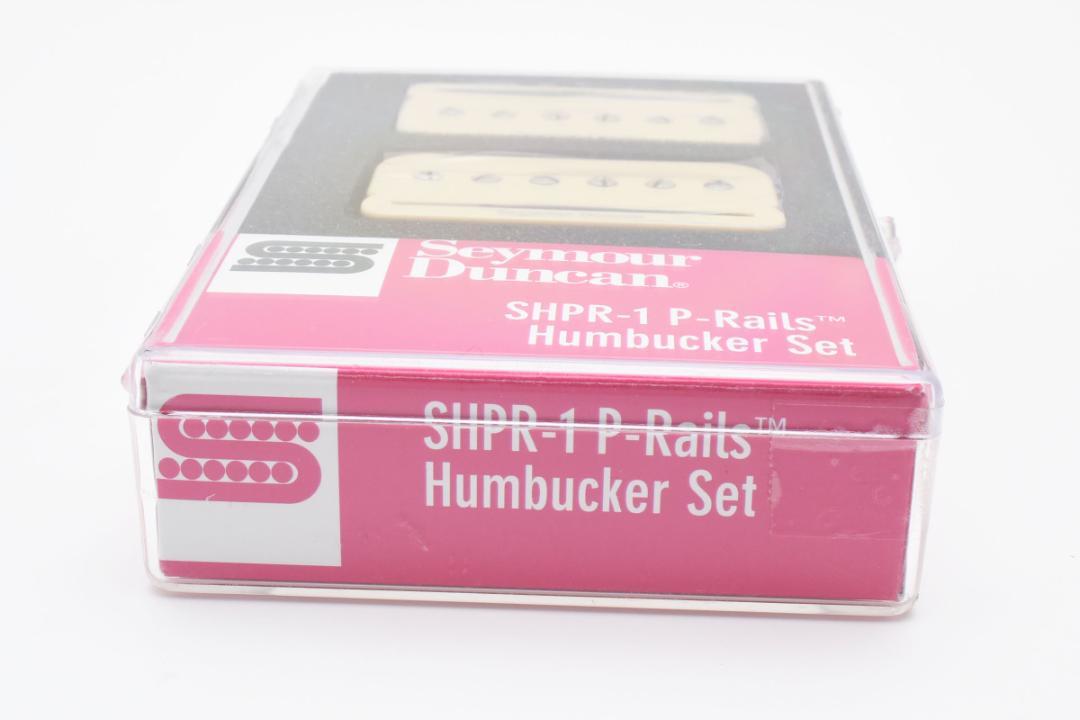 Seymour
Duncan®
SHPR-1 P-Rails™
Humbucker Set
SHPR-1 P-Rails™
Humbucker Set